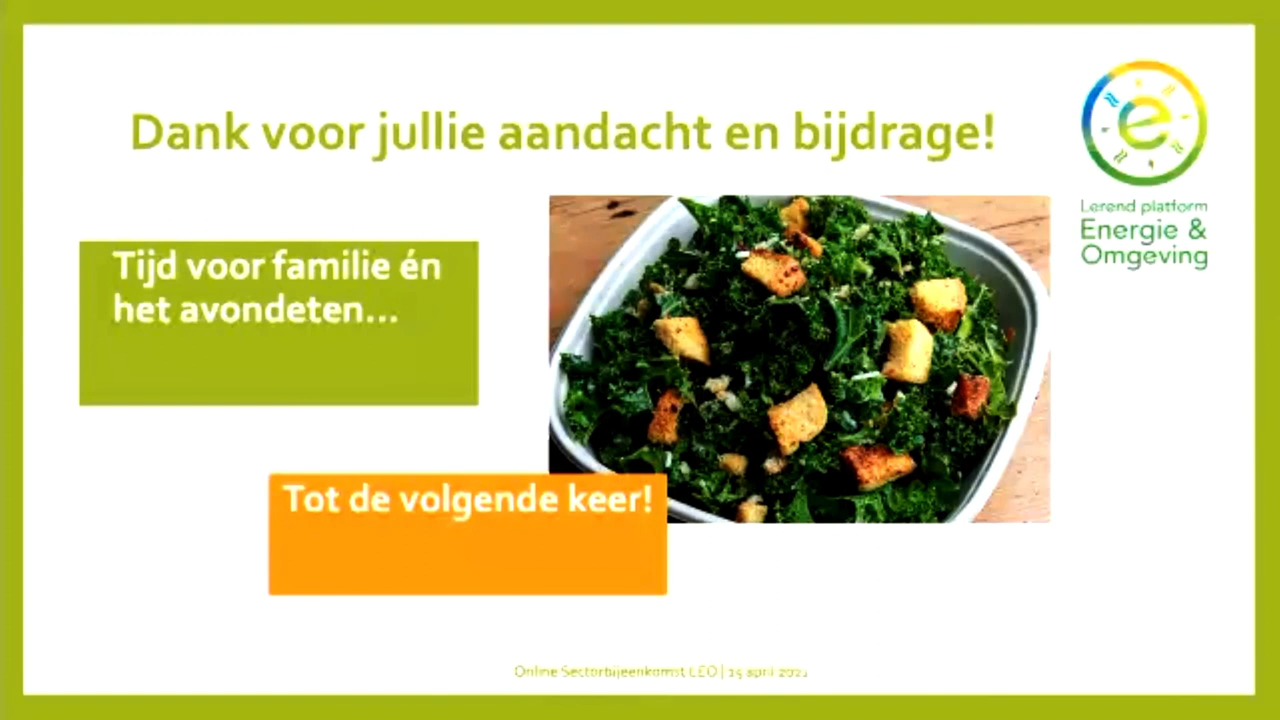 Dank voor jullie aandacht en bijdrage!
Lerend platform
Energie &
Omgeving
Tijd voor familie én
het avondeten...
Tot de volgende keer!
Online Sectorbijeenkomst LEO | 15 april